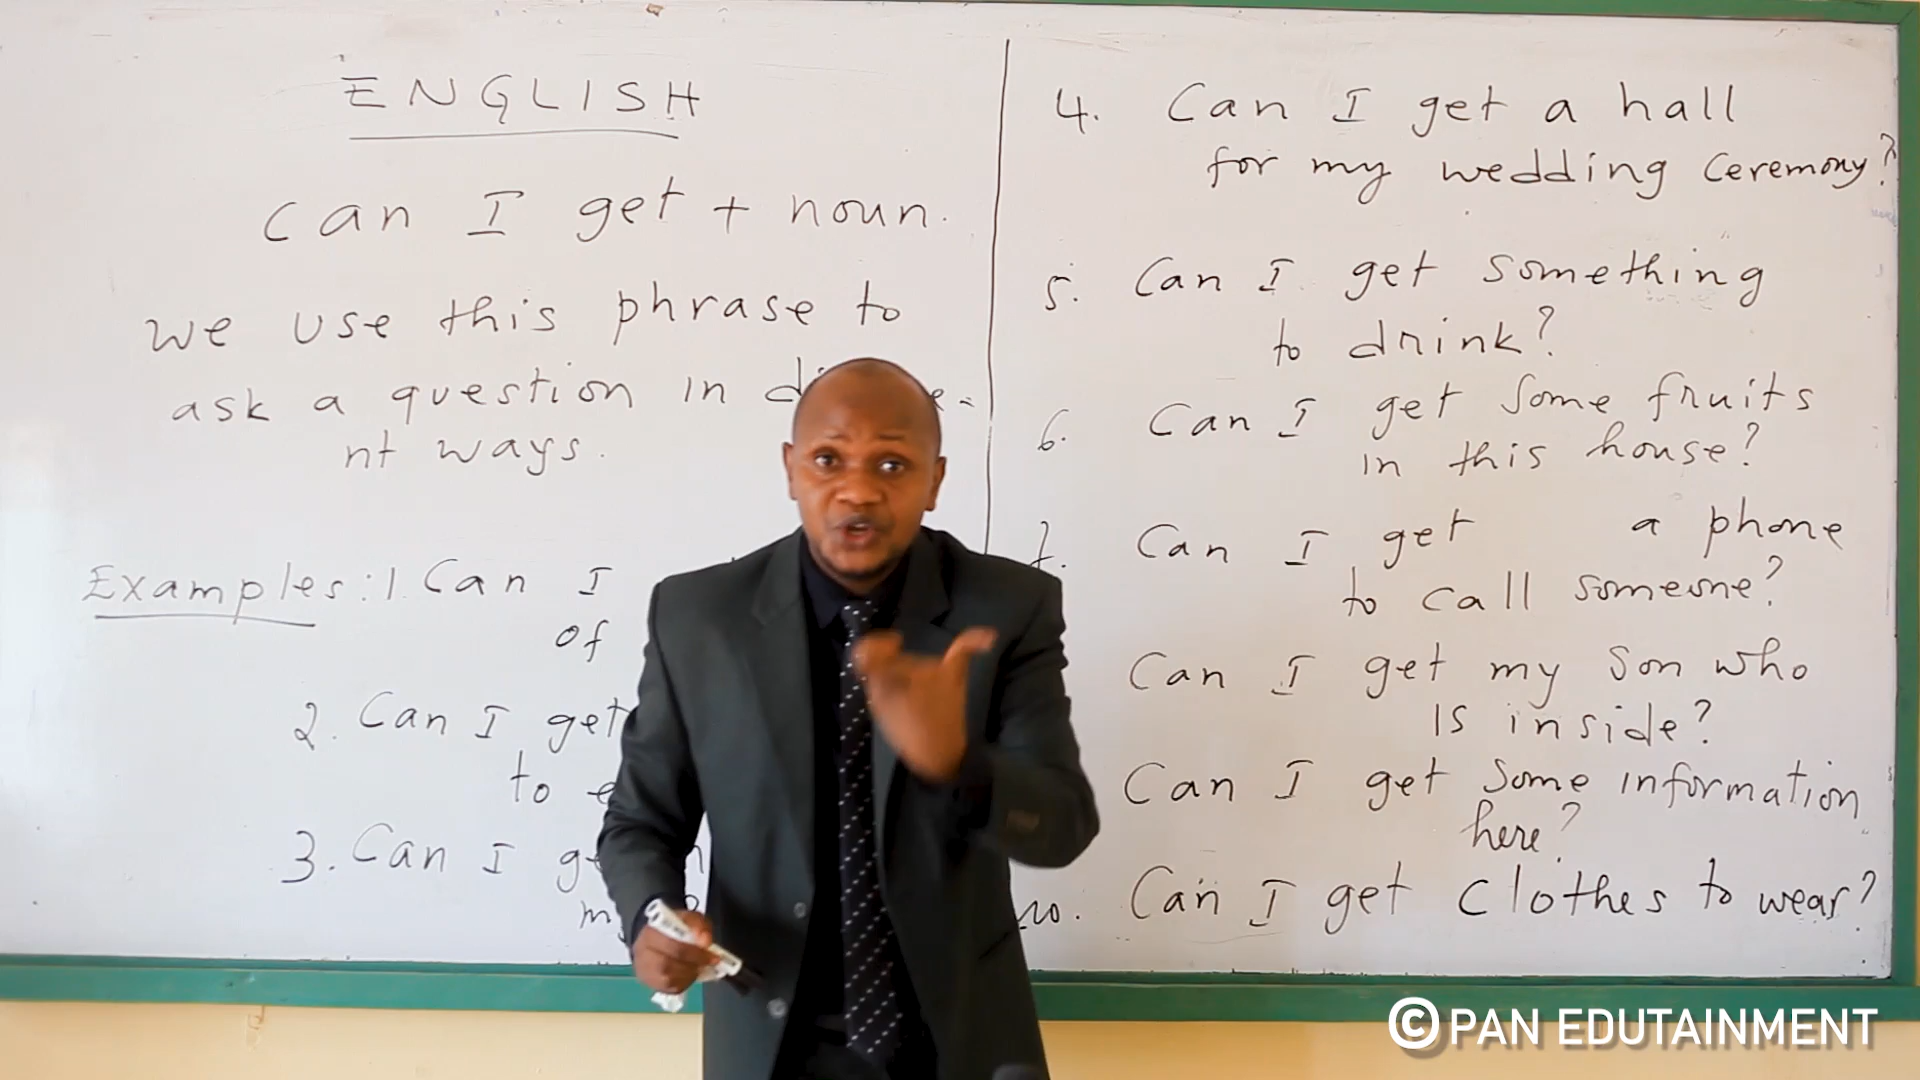 ENGLISH
Can I get + noun.
We use this phrase to
ask a question in
nt ways.
Examples: 1. Can I
of
2. Can I get
to
3. Can I
4. Can I get a hall
for my wedding ceremony?
5. Can I get something
to drink?
6. Can I get some fruits
in this house?
7. Can I get a phone
to call someone?
Can I get my son who
is inside?
Can I get some information
here?
10. Can I get clothes to wear?
© PAN EDUTAINMENT